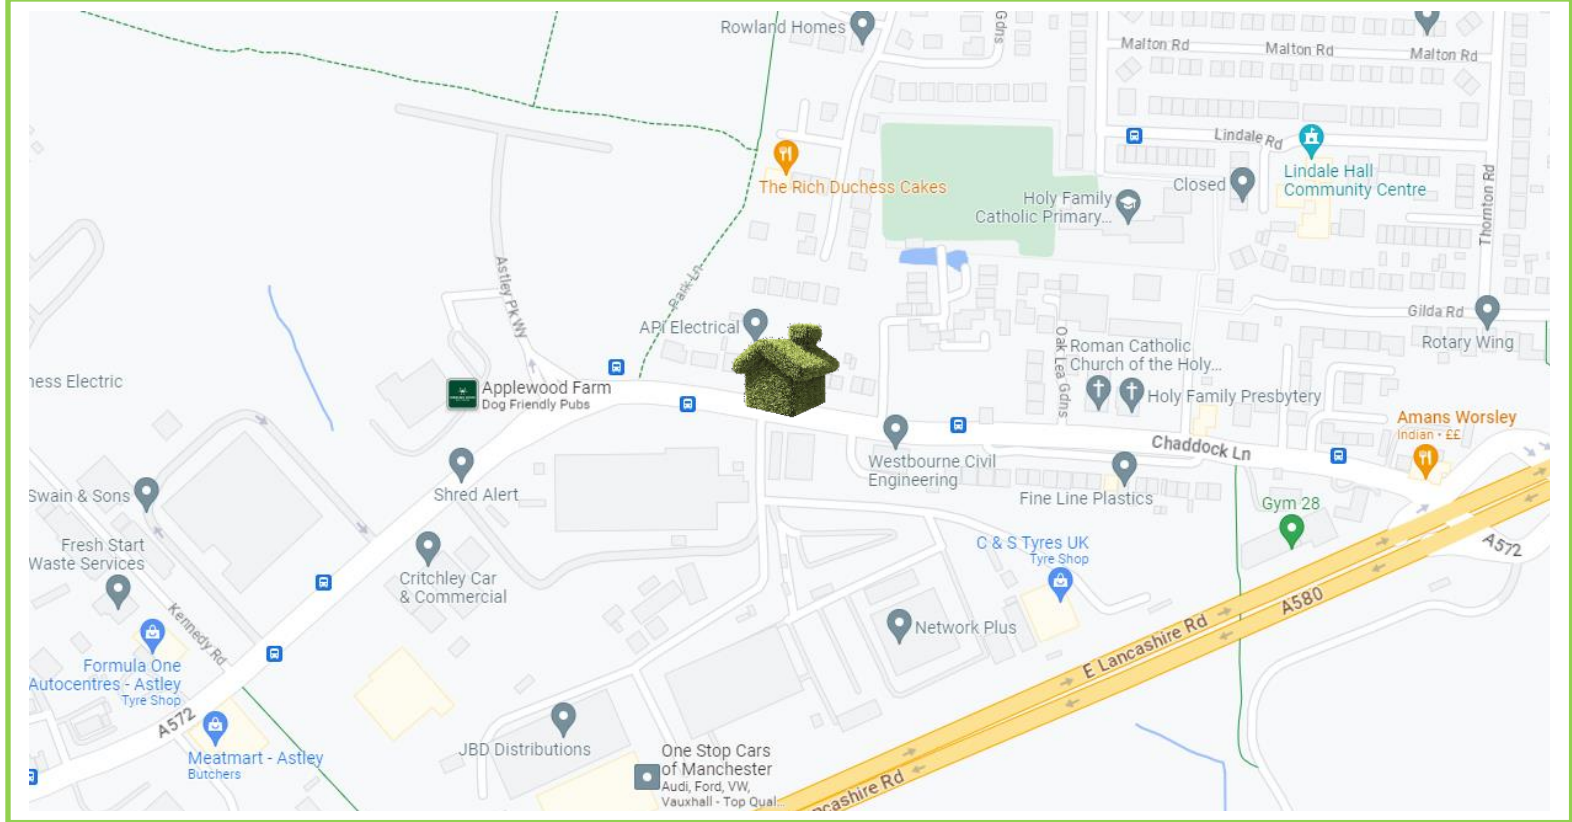 Rowland Homes
Gdns
Malton Rd
Malton Rd
Malton Rd
Lindale Rd
Lindale Hall
Community Centre
Closed
Thornton Rd
The Rich Duchess Cakes
Holy Family
Catholic Primary...
Astley Pk Wy
Park Ln
API Electrical
Gilda Rd
Rotary Wing
Oak Lea Gdns
Roman Catholic
Church of the Holy...
Holy Family Presbytery
ness Electric
Applewood Farm
Dog Friendly Pubs
Amans Worsley
Indian · ££
Chaddock Ln
Westbourne Civil
Engineering
Fine Line Plastics
Swain & Sons
Shred Alert
Gym 28
A572
Fresh Start
Waste Services
C & S Tyres UK
Tyre Shop
Critchley Car
& Commercial
Kennedy Rd
Network Plus
E Lancashire Rd
A580
Formula One
Autocentres - Astley
Tyre Shop
A572
Meatmart - Astley
Butchers
JBD Distributions
One Stop Cars
of Manchester
Audi, Ford, VW,
Vauxhall - Top Qual...
ncashire Rd